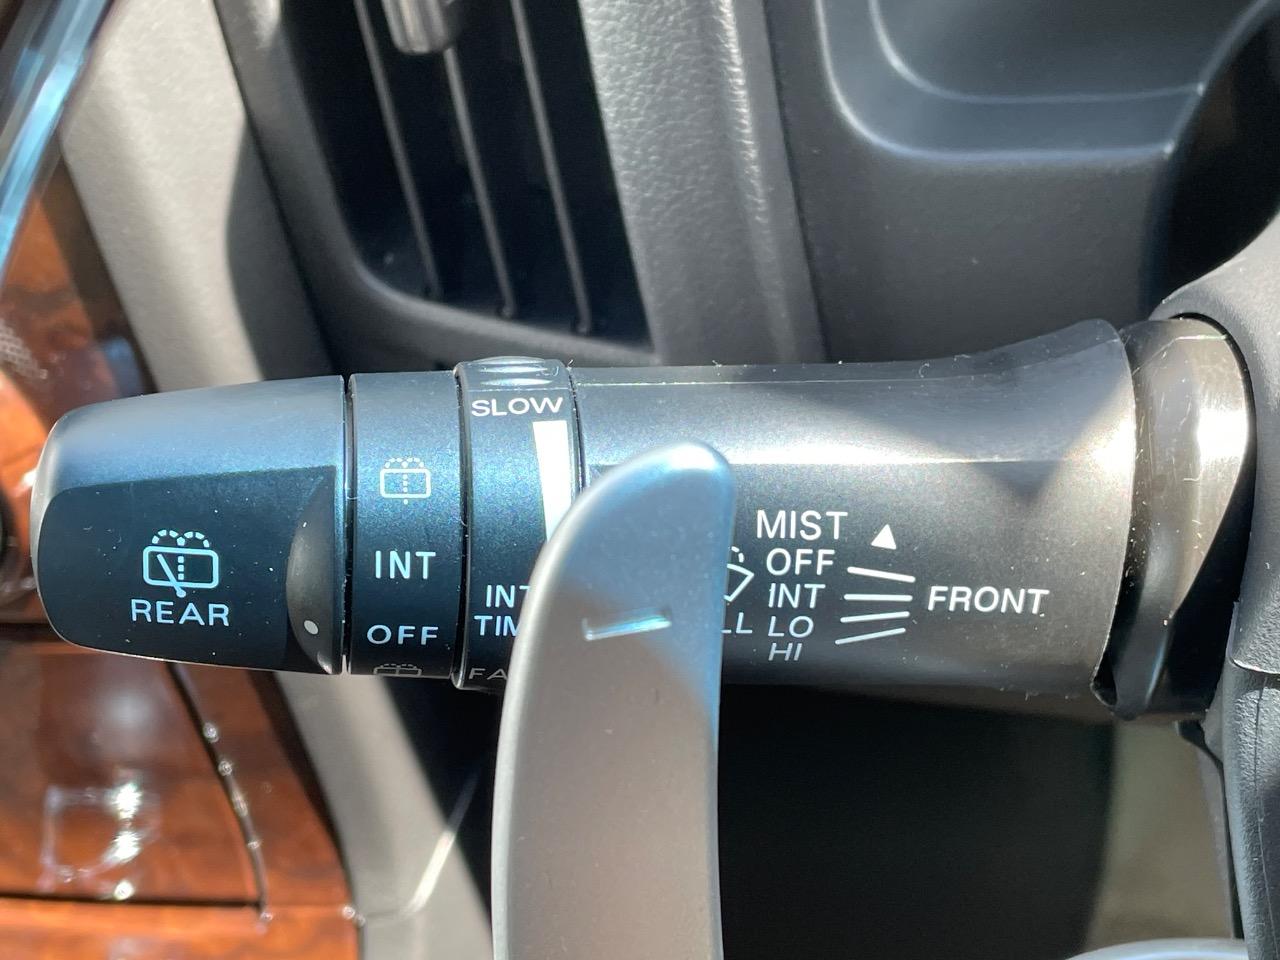 REAR
INT
OFF
SLOW
MIST
OFF
INT
LO
HI
FRONT